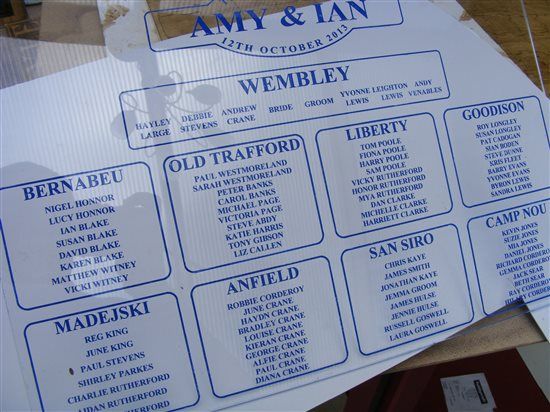 AMY & IAN
12TH OCTOBER 2013
WEMBLEY
HAYLEY DEBBIE ANDREW BRIDE GROOM YVONNE LEIGHTON ANDY
LARGE STEVENS CRANE LEWIS LEWIS VENABLES
BERNABEU
NIGEL HONNOR
LUCY HONNOR
IAN BLAKE
SUSAN BLAKE
DAVID BLAKE
KAREN BLAKE
MATTHEW WITNEY
VICKI WITNEY
OLD TRAFFORD
PAUL WESTMORELAND
SARAH WESTMORELAND
PETER BANKS
CAROL BANKS
MICHAEL PAGE
VICTORIA PAGE
STEVE ABDY
KATIE HARRIS
TONY GIBSON
LIZ CALLEN
LIBERTY
TOM POOLE
FIONA POOLE
HARRY POOLE
SAM POOLE
VICKY RUTHERFORD
HONOR RUTHERFORD
MYA RUTHERFORD
DAN CLARKE
MICHELLE CLARKE
HARRIETT CLARKE
GOODISON
ROY LONGLEY
SUSAN LONGLEY
PAT CADOGAN
SIAN BODEN
STEVE DUNNE
KRIS FLEET
BARRY EVANS
YVONNE EVANS
BYRON LEWIS
SANDRA LEWIS
MADEJSKI
REG KING
JUNE KING
PAUL STEVENS
SHIRLEY PARKES
CHARLIE RUTHERFORD
AIDAN RUTHERFORD
ANFIELD
ROBBIE CORDEROY
JUNE CRANE
HAYDN CRANE
BRADLEY CRANE
LOUISE CRANE
KIERAN CRANE
GEORGE CRANE
ALFIE CRANE
PAUL CRANE
DIANA CRANE
SAN SIRO
CHRIS KAYE
JAMES SMITH
JONATHAN KAYE
JEMMA GROOM
JAMES HULSE
JENNIE HULSE
RUSSELL GOSWELL
LAURA GOSWELL
CAMP NOU
KEVIN JONES
SUZIE JONES
MIA JONES
DANIEL JONES
RICHARD CORDEROY
GEMMA CORDEROY
JACK SEAR
BETH SEAR
RAY CORDEROY
HILARY CORDEROY